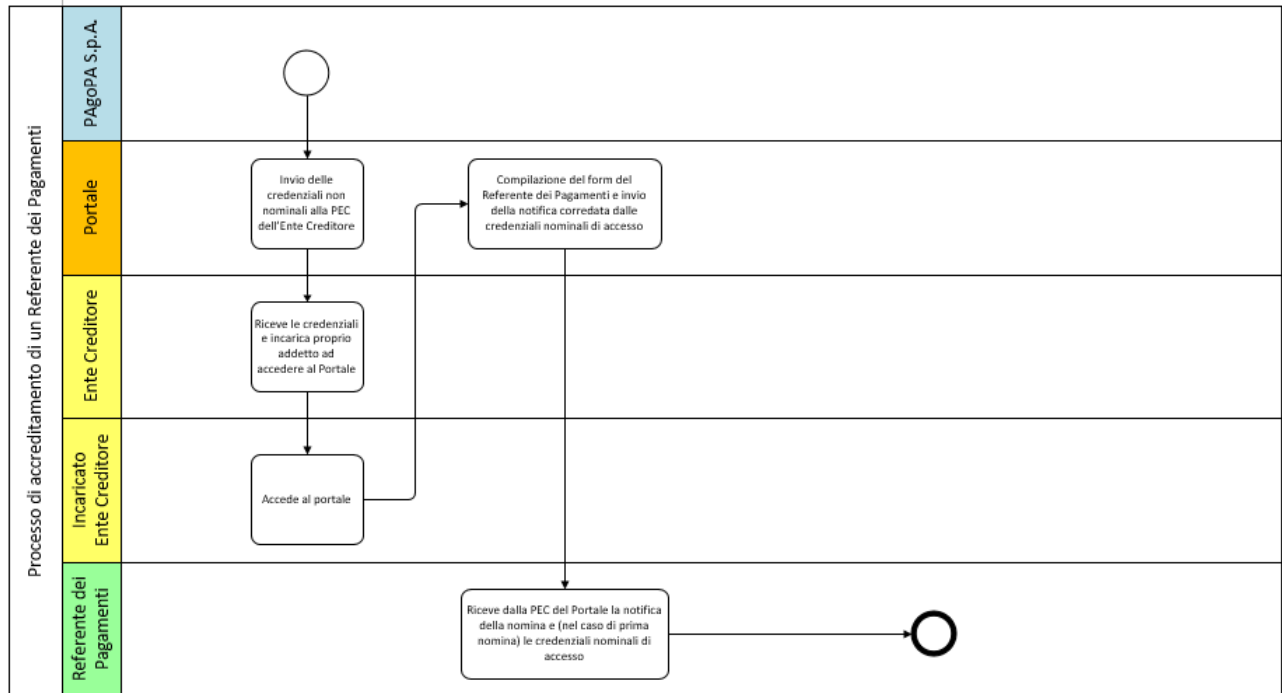 Processo di accreditamento di un Referente dei Pagamenti
PAgoPA S.p.A.
Portale
Invio delle
credenziali non
nominali alla PEC
dell'Ente Creditore
Compilazione del form del
Referente dei Pagamenti e invio
della notifica corredata dalle
credenziali nominali di accesso
Ente Creditore
Riceve le credenziali
e incarica proprio
addetto ad
accedere al Portale
Incaricato
Ente Creditore
Accede al portale
Referente dei
Pagamenti
Riceve dalla PEC del Portale la notifica
della nomina e (nel caso di prima
nomina) le credenziali nominali di
accesso